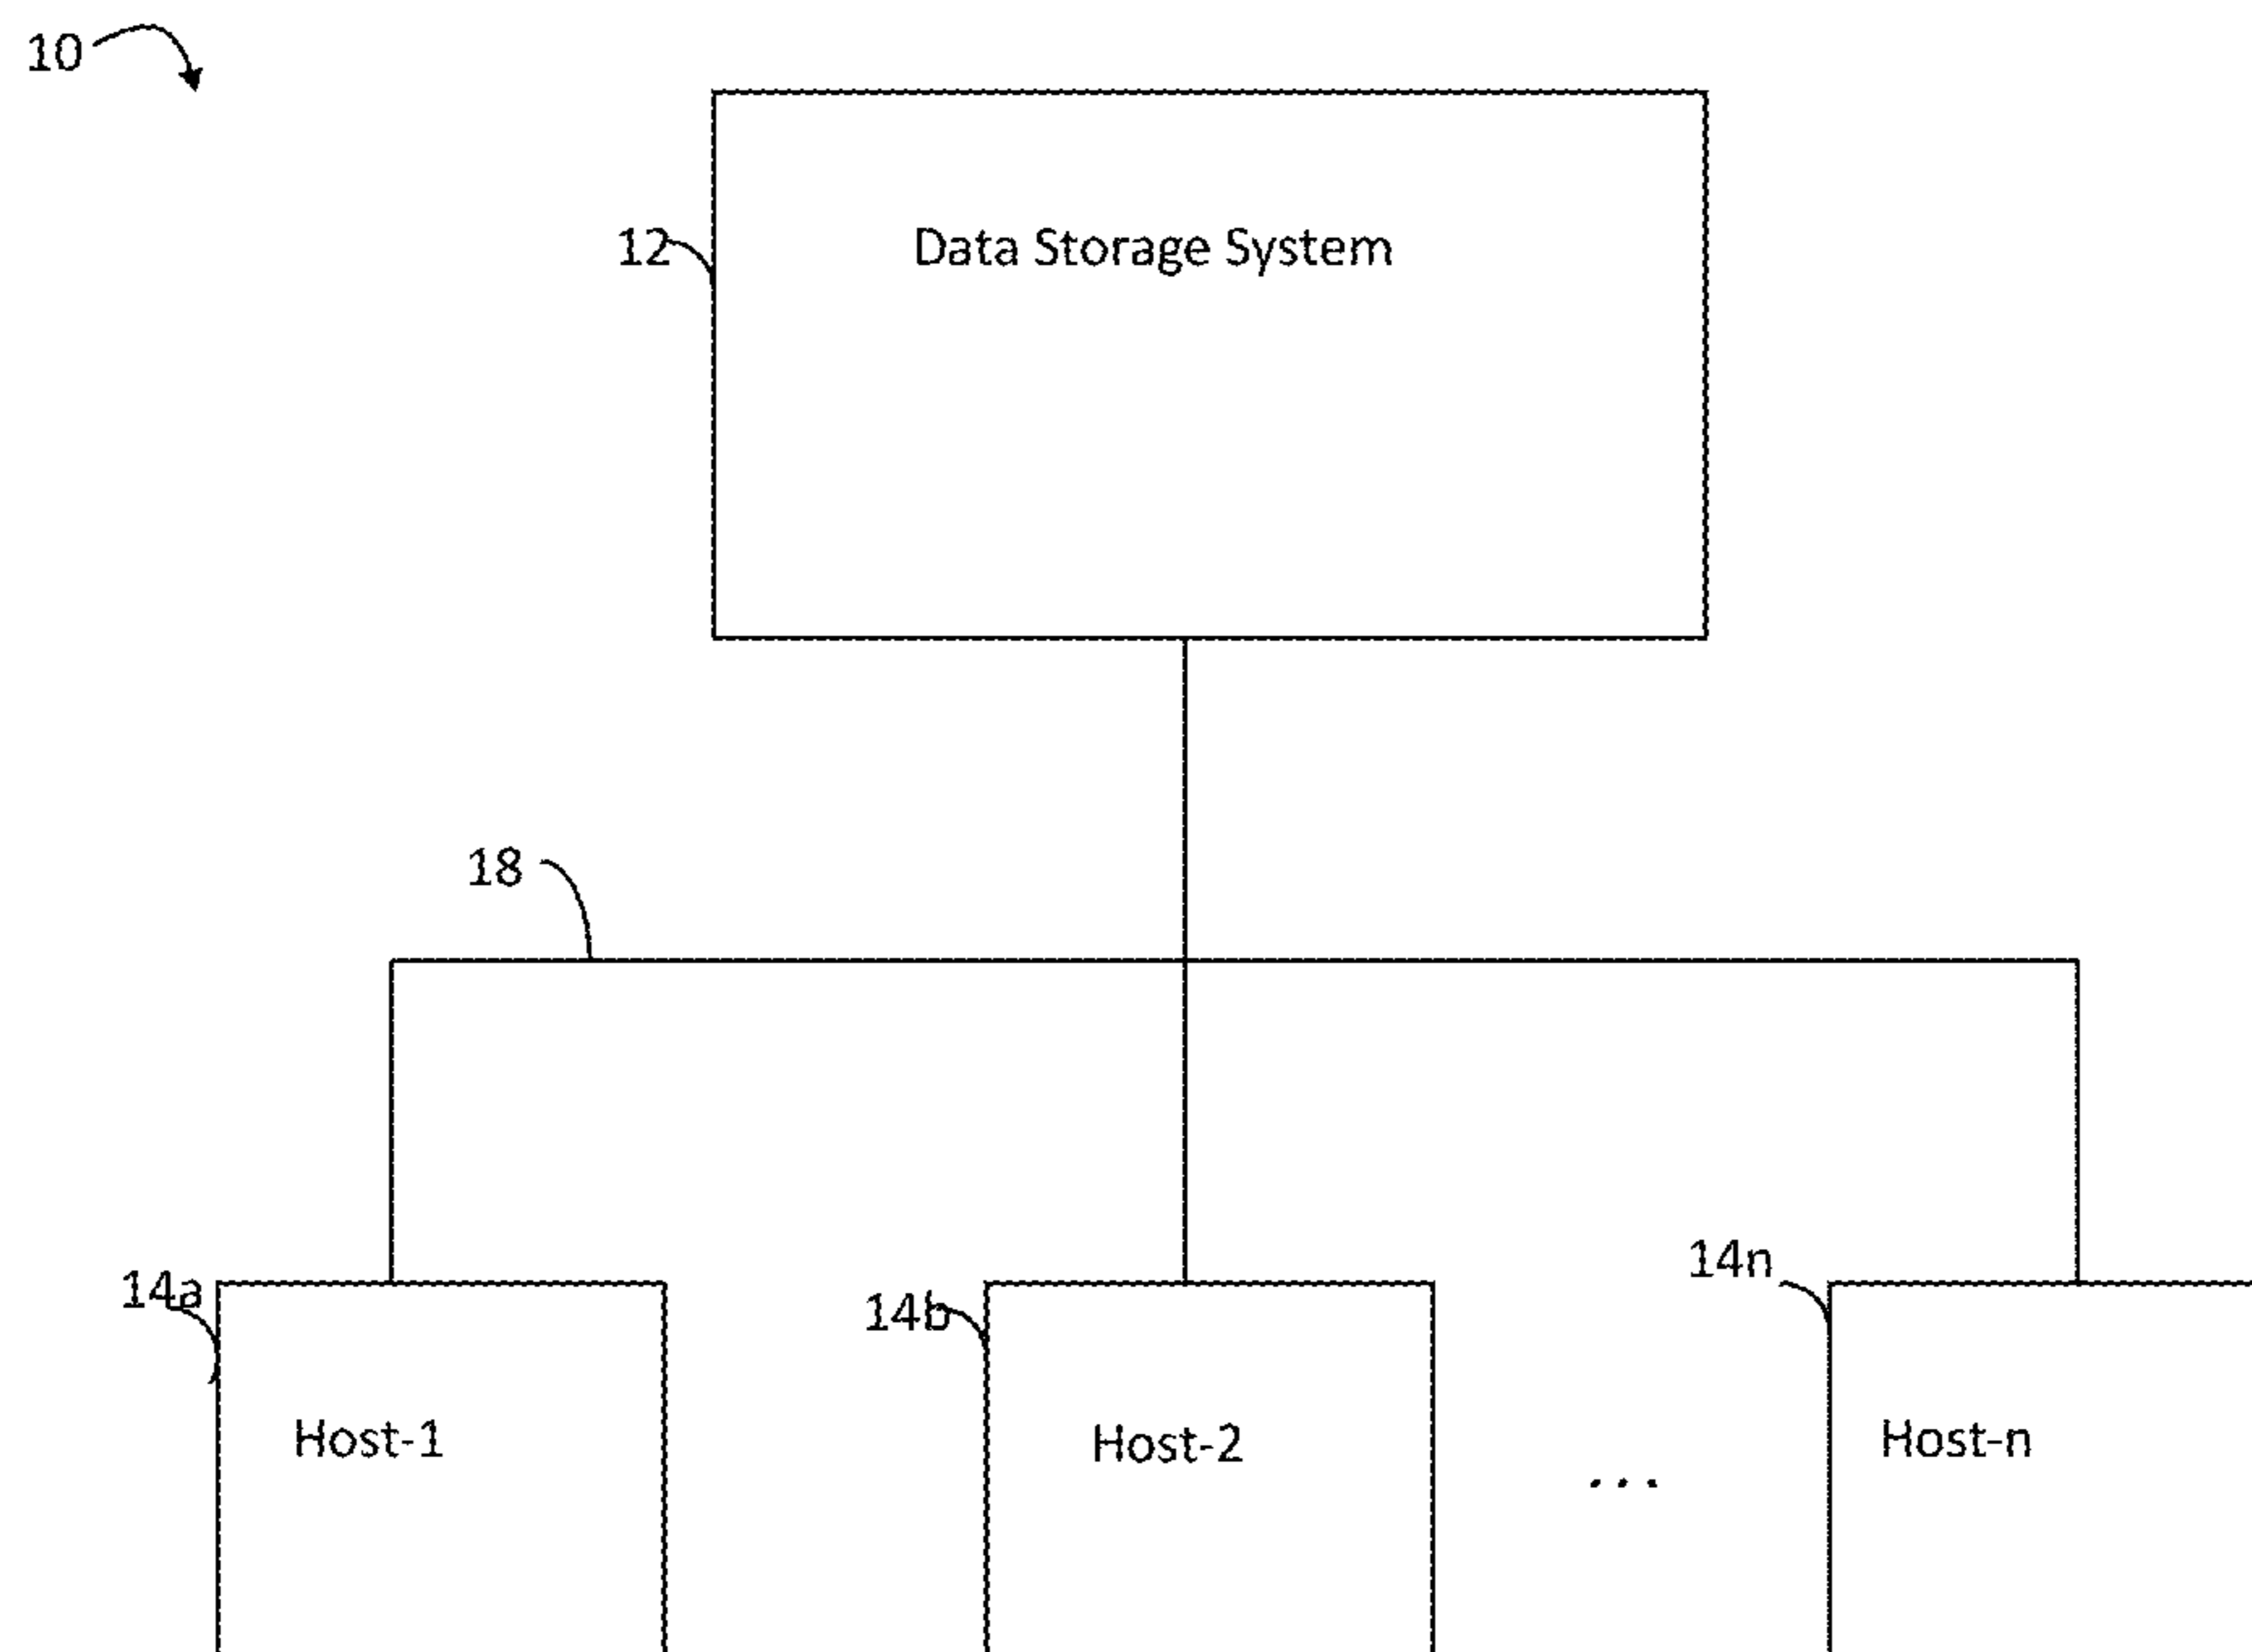 10
12
Data Storage System
18
14a
14b
14n
Host-1
Host-2
...
Host-n